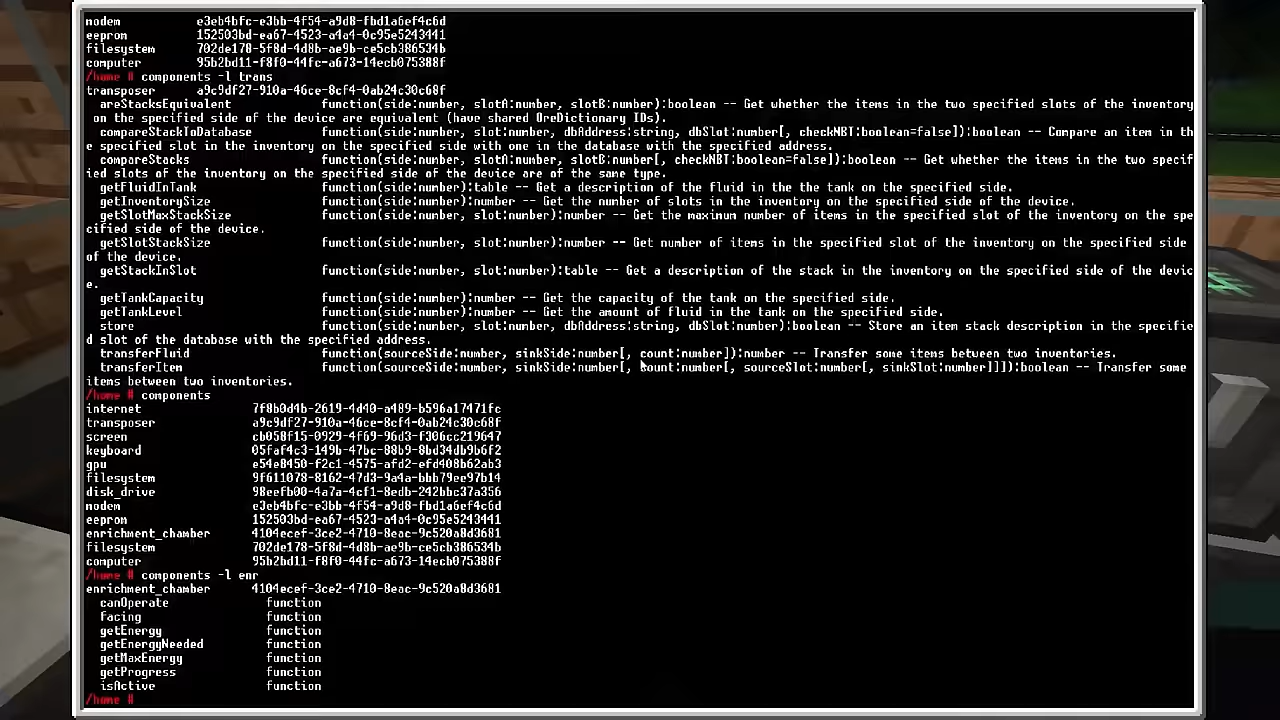 modem           e3eb4bfc-e3bb-4f54-a9d8-fbd1a6ef4c6d
eeprom          152503bd-ea67-4523-a4a4-0c95e5243441
filesystem      702de178-5f8d-4d8b-ae9b-ce5cb386534b
computer        95b2bd11-f8f0-44fc-a673-14ecb075388f
/home # components -l trans
transposer      a9c9df27-910a-46ce-8cf4-0ab24c30c68f
  areStacksEquivalent             function(side:number, slotA:number, slotB:number):boolean -- Get whether the items in the two specified slots of the inventory
 on the specified side of the device are equivalent (have shared OreDictionary IDs).
  compareStackToDatabase          function(side:number, slot:number, dbAddress:string, dbSlot:number[, checkNBT:boolean=false]):boolean -- Compare an item in th
e specified slot in the inventory on the specified side with one in the database with the specified address.
  compareStacks                   function(side:number, slotA:number, slotB:number[, checkNBT:boolean=false]):boolean -- Get whether the items in the two specif
ied slots of the inventory on the specified side of the device are of the same type.
  getFluidInTank                  function(side:number):table -- Get a description of the fluid in the the tank on the specified side.
  getInventorySize                function(side:number):number -- Get the number of slots in the inventory on the specified side of the device.
  getSlotMaxStackSize             function(side:number, slot:number):number -- Get the maximum number of items in the specified slot of the inventory on the spe
cified side of the device.
  getSlotStackSize                function(side:number, slot:number):number -- Get number of items in the specified slot of the inventory on the specified side
of the device.
  getStackInSlot                  function(side:number, slot:number):table -- Get a description of the stack in the inventory on the specified side of the devic
e.
  getTankCapacity                 function(side:number):number -- Get the capacity of the tank on the specified side.
  getTankLevel                    function(side:number):number -- Get the amount of fluid in the tank on the specified side.
  store                           function(side:number, slot:number, dbAddress:string, dbSlot:number):boolean -- Store an item stack description in the specifie
d slot of the database with the specified address.
  transferFluid                   function(sourceSide:number, sinkSide:number[, count:number]):number -- Transfer some items between two inventories.
  transferItem                    function(sourceSide:number, sinkSide:number[, count:number[, sourceSlot:number[, sinkSlot:number]]]):boolean -- Transfer some
items between two inventories.
/home # components
internet                7f8b0d4b-2619-4d40-a489-b596a17471fc
transposer              a9c9df27-910a-46ce-8cf4-0ab24c30c68f
screen                  cb058f15-0929-4f69-96d3-f306cc219647
keyboard                05faf4c3-149b-47bc-88b9-8bd34db9b6f2
gpu                     e54e8450-f2c1-4575-afd2-efd408b62ab3
filesystem              9f611078-8162-47d3-9a4a-bbb79ee97b14
disk_drive              98eefb00-4a7a-4cf1-8edb-242bbc37a356
modem                   e3eb4bfc-e3bb-4f54-a9d8-fbd1a6ef4c6d
eeprom                  152503bd-ea67-4523-a4a4-0c95e5243441
enrichment_chamber      4104ecef-3ce2-4710-8eac-9c520a8d3681
filesystem              702de178-5f8d-4d8b-ae9b-ce5cb386534b
computer                95b2bd11-f8f0-44fc-a673-14ecb075388f
/home # components -l enr
enrichment_chamber      4104ecef-3ce2-4710-8eac-9c520a8d3681
  canOperate              function
  facing                  function
  getEnergy               function
  getEnergyNeeded         function
  getMaxEnergy            function
  getProgress             function
  isActive                function
/home #